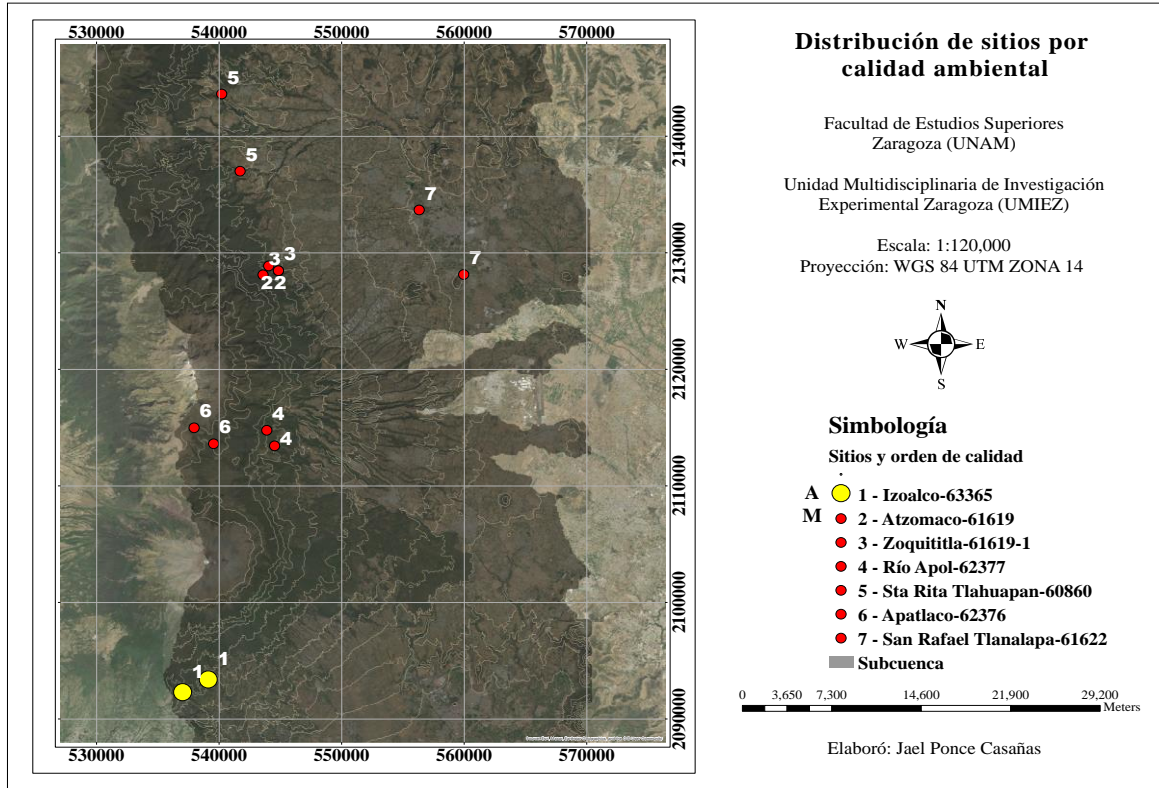 530000 540000 550000 560000 570000
Distribución de sitios por
calidad ambiental
Facultad de Estudios Superiores
Zaragoza (UNAM)
Unidad Multidisciplinaria de Investigación
Experimental Zaragoza (UMIEZ)
Escala: 1:120,000
Proyección: WGS 84 UTM ZONA 14
N
W E
S
5
5
7
3 3
7
22
6
4
6
4
1
1
2140000
2130000
2120000
2110000
2100000
2090000
530000 540000 550000 560000 570000
Simbología
Sitios y orden de calidad
A 1 - Izoalco-63365
M 2 - Atzomaco-61619
3 - Zoquititla-61619-1
4 - Río Apol-62377
5 - Sta Rita Tlahuapan-60860
6 - Apatlaco-62376
7 - San Rafael Tlanalapa-61622
Subcuenca
0 3,650 7,300 14,600 21,900 29,200
Meters
Elaboró: Jael Ponce Casañas